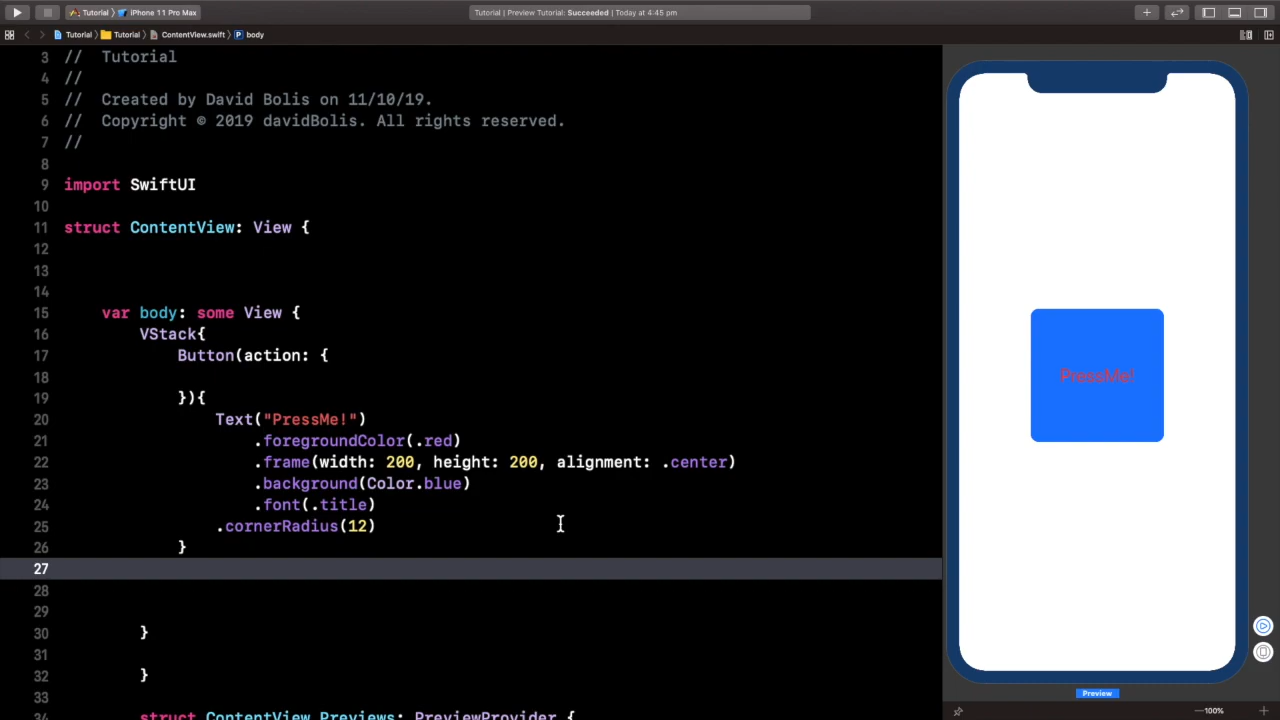 Tutorial › iPhone 11 Pro Max
Tutorial | Preview Tutorial: Succeeded | Today at 4:45 pm
Tutorial › Tutorial › ContentView.swift › P body
3 // Tutorial
4 //
5 // Created by David Bolis on 11/10/19.
6 // Copyright © 2019 davidBolis. All rights reserved.
7 //
8
9 import SwiftUI
10
11 struct ContentView: View {
12
13
14
15 var body: some View {
16 VStack{
17 Button(action: {
18
19 }){
20 Text("PressMe!")
21 .foregroundColor(.red)
22 .frame(width: 200, height: 200, alignment: .center)
23 .background(Color.blue)
24 .font(.title)
25 .cornerRadius(12)
26 }
27
28
29
30 }
31
32 }
33
34 struct ContentView_Previews: PreviewProvider {
PressMe!
Preview
100%